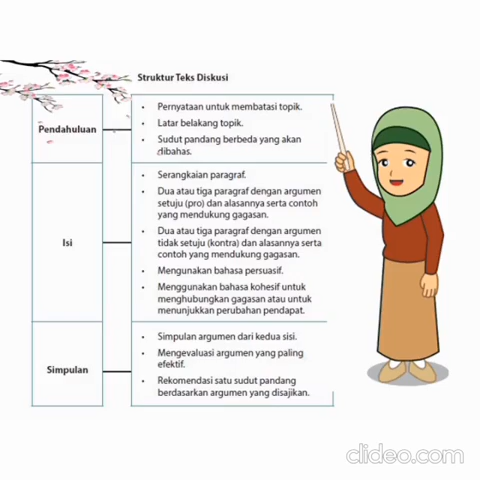 Struktur Teks Diskusi
Pendahuluan
• Pernyataan untuk membatasi topik.
• Latar belakang topik.
• Sudut pandang berbeda yang akan
dibahas.
Isi
• Serangkaian paragraf.
• Dua atau tiga paragraf dengan argumen
setuju (pro) dan alasannya serta contoh
yang mendukung gagasan.
• Dua atau tiga paragraf dengan argumen
tidak setuju (kontra) dan alasannya serta
contoh yang mendukung gagasan.
• Mengunakan bahasa persuasif.
• Menggunakan bahasa kohesif untuk
menghubungkan gagasan atau untuk
menunjukkan perubahan pendapat.
Simpulan
• Simpulan argumen dari kedua sisi.
• Mengevaluasi argumen yang paling
efektif.
• Rekomendasi satu sudut pandang
berdasarkan argumen yang disajikan.
clideo.com